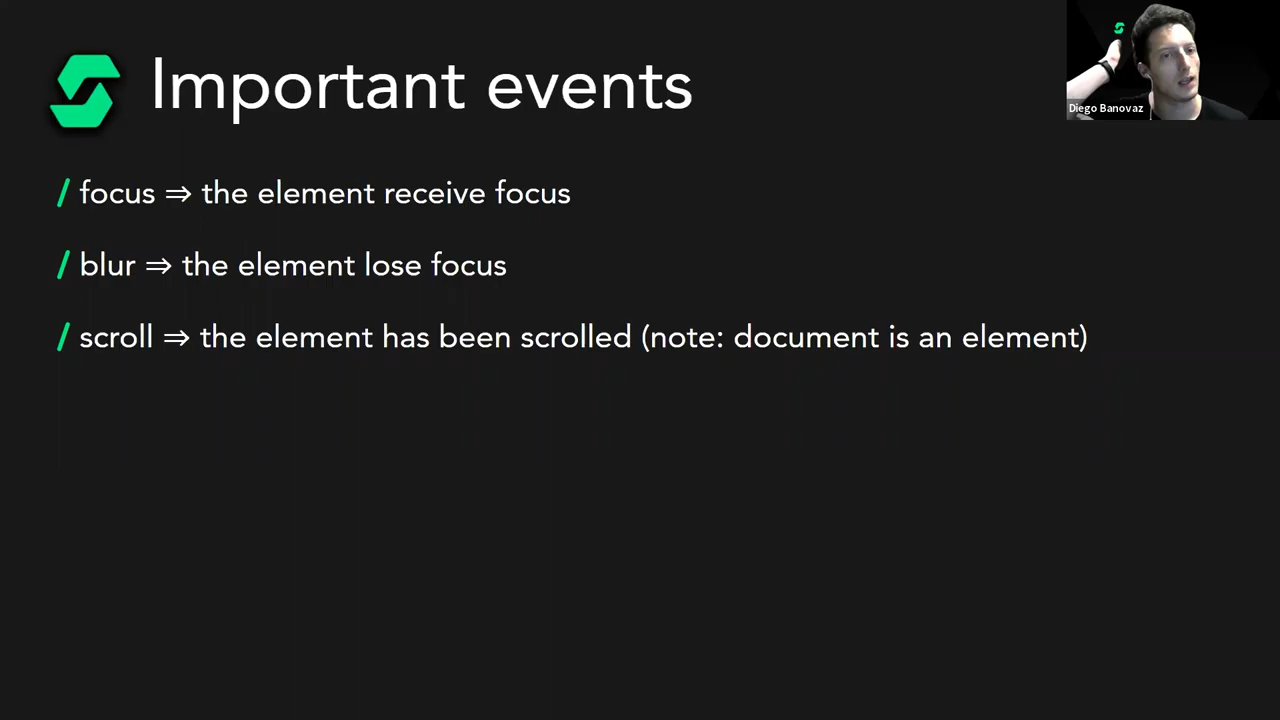 Important events
/ focus ⇒ the element receive focus
/ blur ⇒ the element lose focus
/ scroll ⇒ the element has been scrolled (note: document is an element)
Diego Banovaz